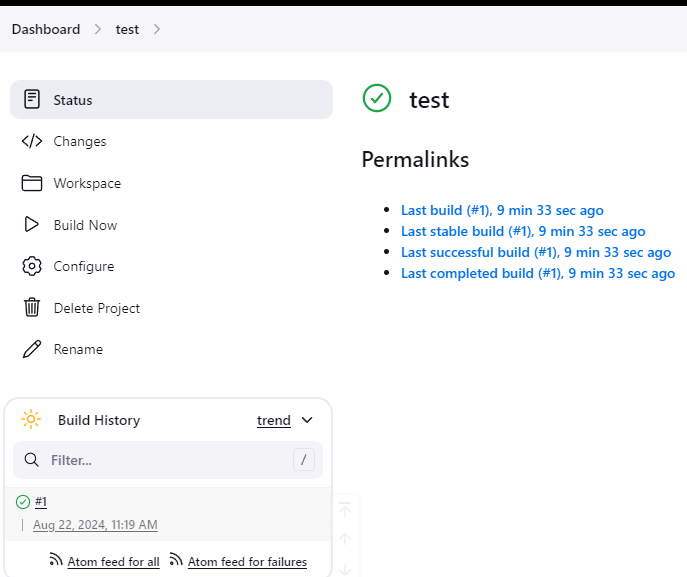 Dashboard > test >
Status
Changes
Workspace
Build Now
Configure
Delete Project
Rename
test
Permalinks
• Last build (#1), 9 min 33 sec ago
• Last stable build (#1), 9 min 33 sec ago
• Last successful build (#1), 9 min 33 sec ago
• Last completed build (#1), 9 min 33 sec ago
Build History trend
Filter... /
#1
Aug 22, 2024, 11:19 AM
Atom feed for all Atom feed for failures